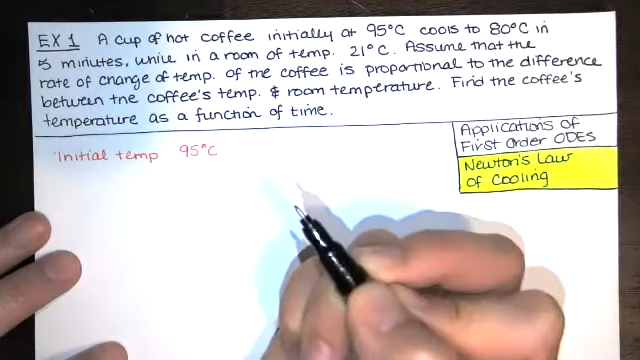 EX 1 A cup of hot coffee initially at 95°C cools to 80°C in
5 minutes, while in a room of temp. 21°C. Assume that the
rate of change of temp. of the coffee is proportional to the difference
between the coffee's temp. & room temperature. Find the coffee's
temperature as a function of time.
Applications of
First Order ODEs
Newton's Law
of Cooling
Initial temp 95°C